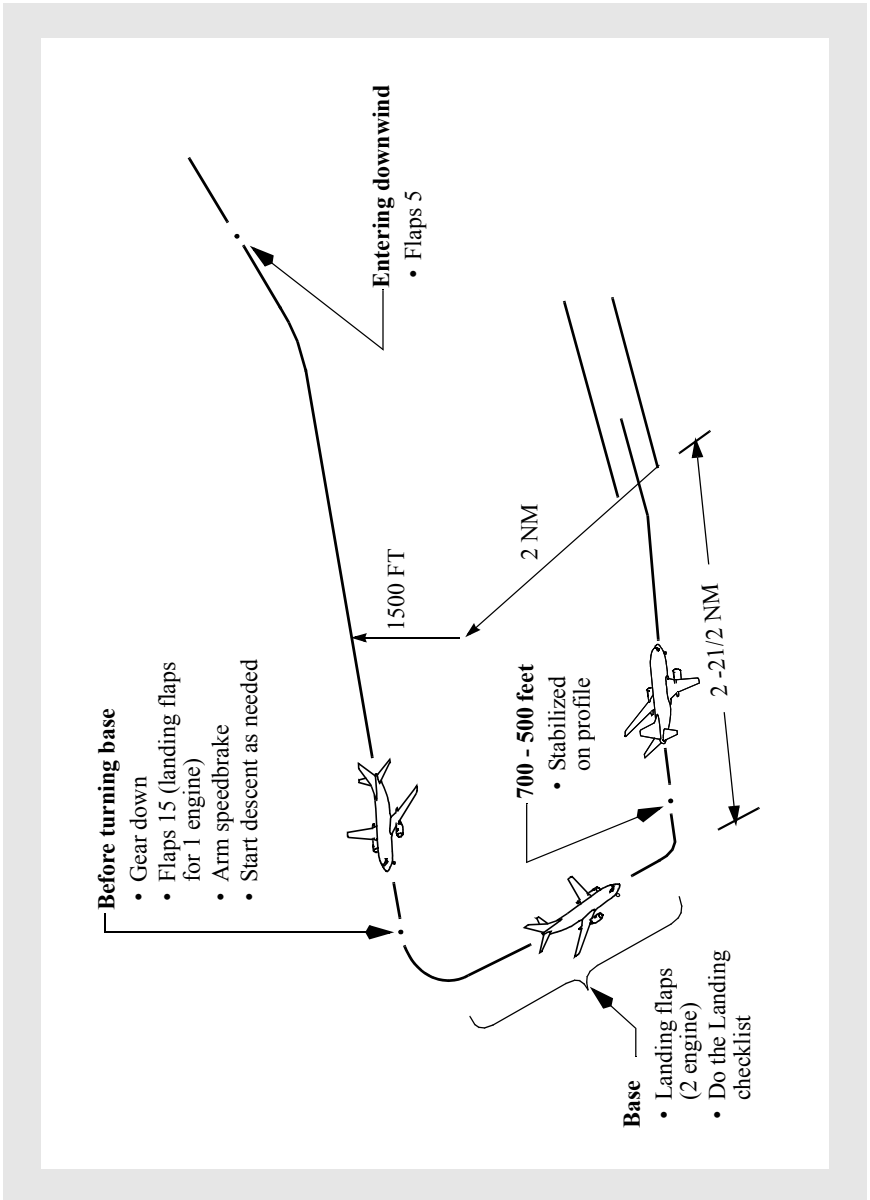 Before turning base
• Gear down
• Flaps 15 (landing flaps
for 1 engine)
• Arm speedbrake
• Start descent as needed
Entering downwind
• Flaps 5
1500 FT
2 NM
700 - 500 feet
• Stabilized
on profile
2 -21/2 NM
Base
• Landing flaps
(2 engine)
• Do the Landing
checklist